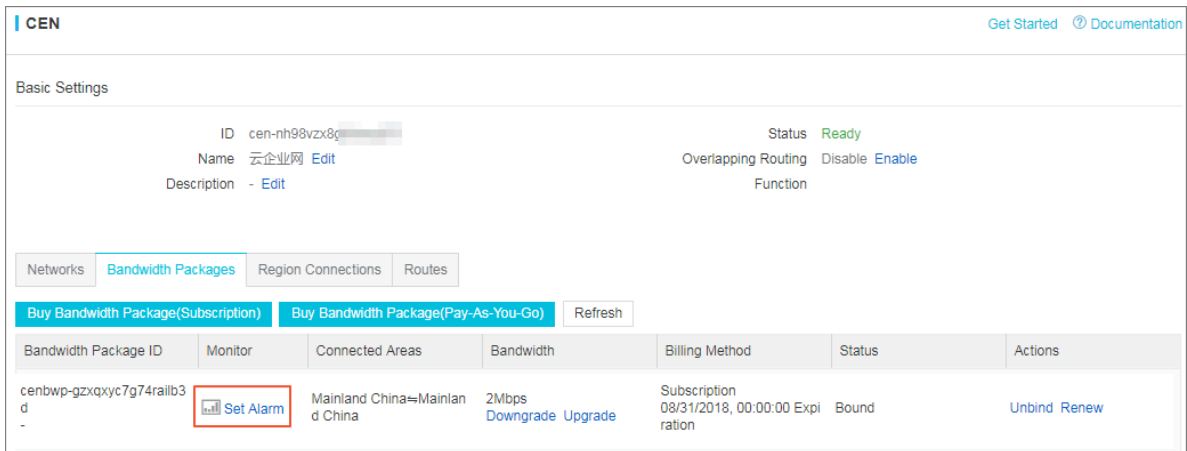 CEN
Get Started Documentation
Basic Settings
ID cen-nh98vzx8g
Status Ready
Name 云企业网 Edit
Overlapping Routing Disable Enable
Function
Description - Edit
Networks Bandwidth Packages Region Connections Routes
Buy Bandwidth Package(Subscription) Buy Bandwidth Package(Pay-As-You-Go) Refresh
Bandwidth Package ID Monitor Connected Areas Bandwidth Billing Method Status Actions
cenbwp-gzxqxyc7g74railb3
d
-
Set Alarm
Mainland China⇋Mainlan
d China
2Mbps
Downgrade Upgrade
Subscription
08/31/2018, 00:00:00 Expi
ration
Bound
Unbind Renew